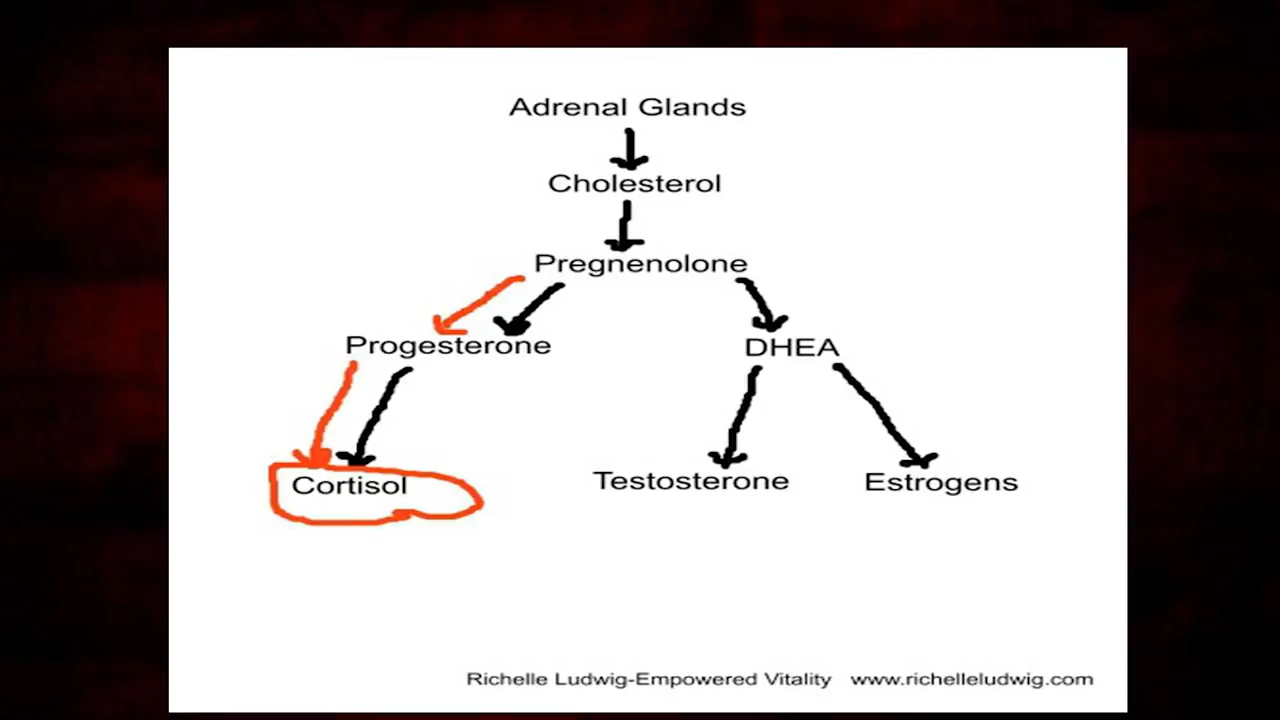 Adrenal Glands
Cholesterol
Pregnenolone
Progesterone DHEA
Cortisol Testosterone Estrogens
Richelle Ludwig-Empowered Vitality www.richelleludwig.com